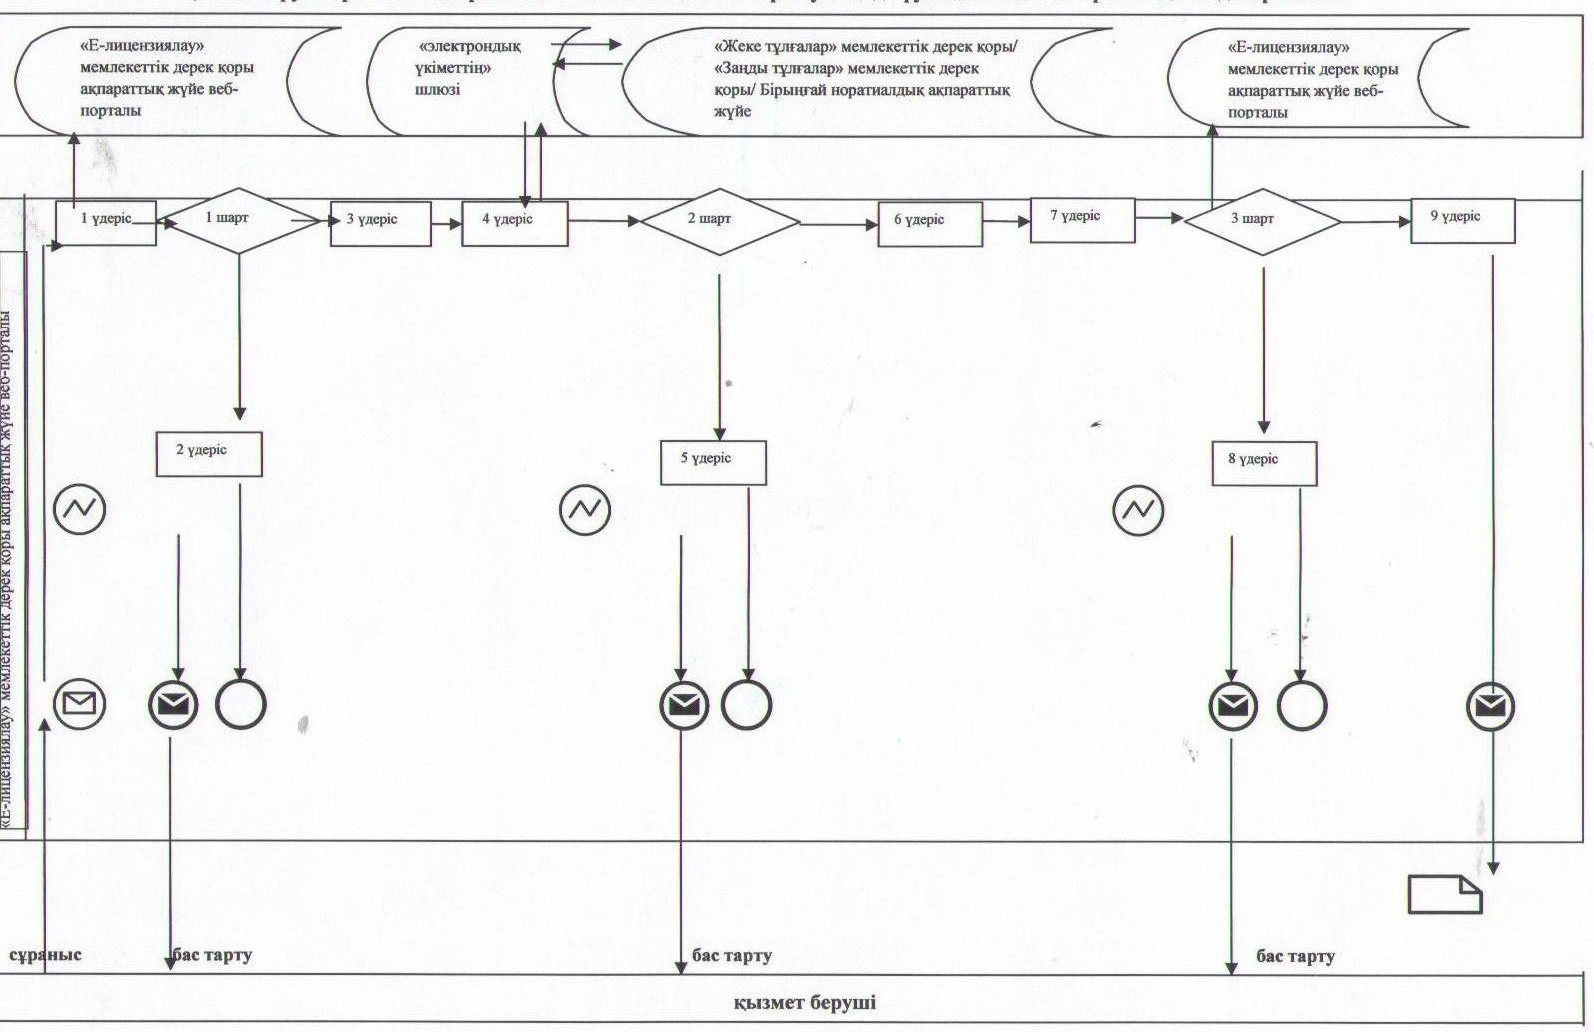 «Е-лицензиялау»
мемлекеттік дерек қоры
ақпараттық жүйе веб-
порталы
«электрондық
үкіметтің»
шлюзі
«Жеке тұлғалар» мемлекеттік дерек қоры/
«Заңды тұлғалар» мемлекеттік дерек
қоры/ Бірыңғай норатиалдық ақпараттық
жүйе
«Е-лицензиялау»
мемлекеттік дерек қоры
ақпараттық жүйе веб-
порталы
1 үдеріс
1 шарт
3 үдеріс
4 үдеріс
2 шарт
6 үдеріс
7 үдеріс
3 шарт
9 үдеріс
2 үдеріс
5 үдеріс
8 үдеріс
«Е-лицензиялау» мемлекеттік дерек қоры ақпараттық жүйе веб-порталы
сұраныс
бас тарту
бас тарту
бас тарту
қызмет беруші